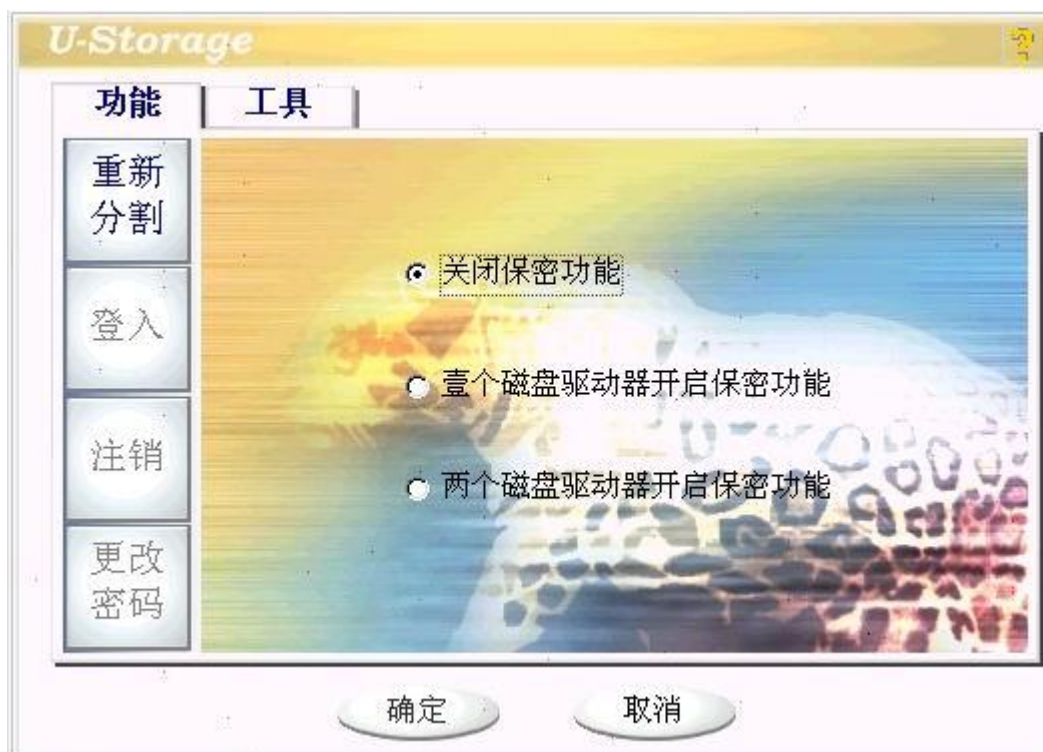 U-Storage
功能
工具
重新
分割
登入
注销
更改
密码
关闭保密功能
壹个磁盘驱动器开启保密功能
两个磁盘驱动器开启保密功能
确定
取消